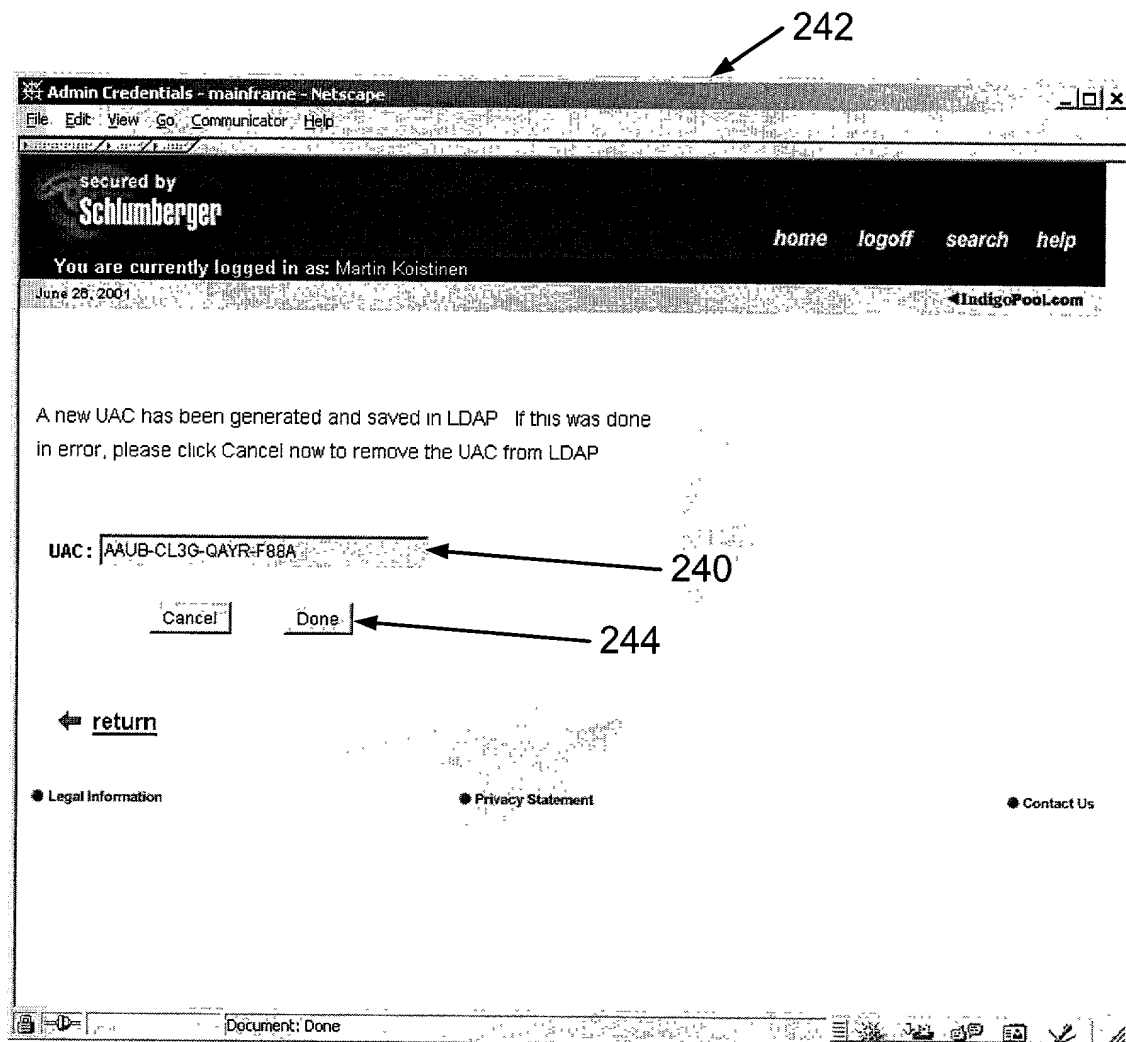 242
Admin Credentials - mainframe - Netscape
File Edit View Go Communicator Help
secured by
Schlumberger
home logoff search help
You are currently logged in as: Martin Koistinen
June 26, 2001
IndigoPool.com
A new UAC has been generated and saved in LDAP If this was done
in error, please click Cancel now to remove the UAC from LDAP
UAC: AAUB-CL3G-QAYR-F88A
240
Cancel Done
244
return
Legal Information Privacy Statement Contact Us
Document: Done